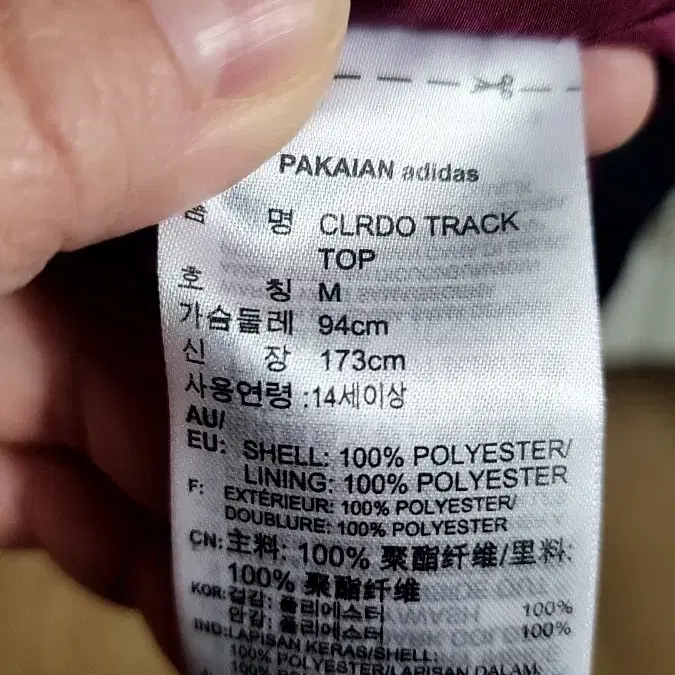 PAKAIAN adidas
품 명 CLRDO TRACK
TOP
호 칭 M
가슴둘레 94cm
신 장 173cm
사용연령 :14세이상
AU/
EU: SHELL: 100% POLYESTER/
LINING: 100% POLYESTER
F: EXTÉRIEUR: 100% POLYESTER/
DOUBLURE: 100% POLYESTER
CN:主料: 100% 聚酯纤维/里料:
100% 聚酯纤维
KOR:겉감: 폴리에스터 100%
안감: 폴리에스터 100%
IND:LAPISAN KERAS/SHELL:
100% POLYESTER/LAPISAN DALAM